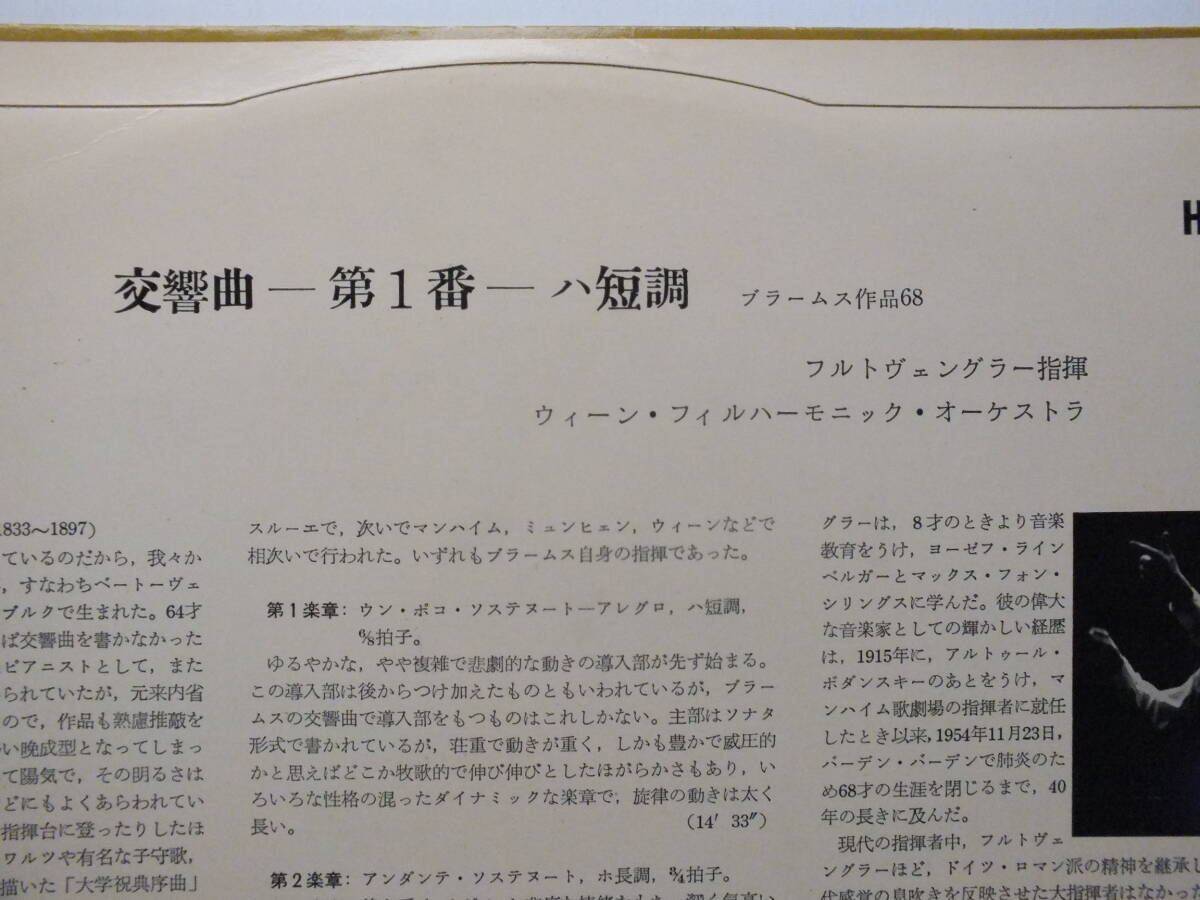 H
交響曲―第1番―ハ短調 ブラームス作品68
フルトヴェングラー指揮
ウィーン・フィルハーモニック・オーケストラ
1833〜1897)
ているのだから，我々か
，すなわちベートーヴェ
ブルクで生まれた。64才
ば交響曲を書かなかった
ピアニストとして，また
られていたが，元来内省
ので，作品も熟慮推敲を
い晩成型となってしまっ
て陽気で，その明るさは
どにもよくあらわれてい
指揮台に登ったりしたほ
ワルツや有名な子守歌，
描いた「大学祝典序曲」
スルーエで，次いでマンハイム，ミュンヒェン，ウィーンなどで
相次いで行われた。いずれもブラームス自身の指揮であった。
第1楽章: ウン・ポコ・ソステヌート―アレグロ，ハ短調，
6/8拍子。
ゆるやかな，やや複雑で悲劇的な動きの導入部が先ず始まる。
この導入部は後からつけ加えたものともいわれているが，ブラー
ムスの交響曲で導入部をもつものはこれしかない。主部はソナタ
形式で書かれているが，荘重で動きが重く，しかも豊かで威圧的
かと思えばどこか牧歌的で伸び伸びとしたほがらかさもあり，い
ろいろな性格の混ったダイナミックな楽章で，旋律の動きは太く
長い。 (14′ 33″)
第2楽章: アンダンテ・ソステヌート，ホ長調，3/4拍子。
グラーは，8才のときより音楽
教育をうけ，ヨーゼフ・ライン
ベルガーとマックス・フォン・
シリングスに学んだ。彼の偉大
な音楽家としての輝かしい経歴
は，1915年に，アルトゥール・
ボダンスキーのあとをうけ，マ
ンハイム歌劇場の指揮者に就任
したとき以来，1954年11月23日，
バーデン・バーデンで肺炎のた
め68才の生涯を閉じるまで，40
年の長きに及んだ。
現代の指揮者中，フルトヴェ
ングラーほど，ドイツ・ロマン派の精神を継承し
代感覚の息吹きを反映させた大指揮者はなかった